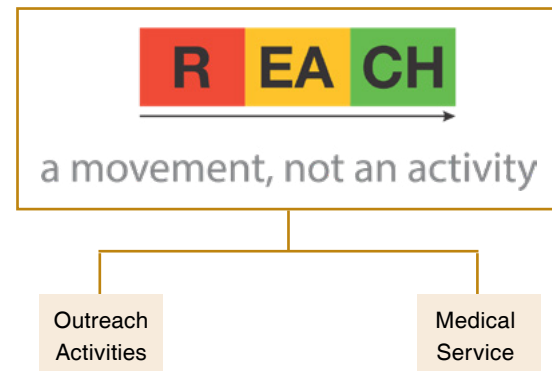 R EA CH
a movement, not an activity
Outreach
Activities
Medical
Service